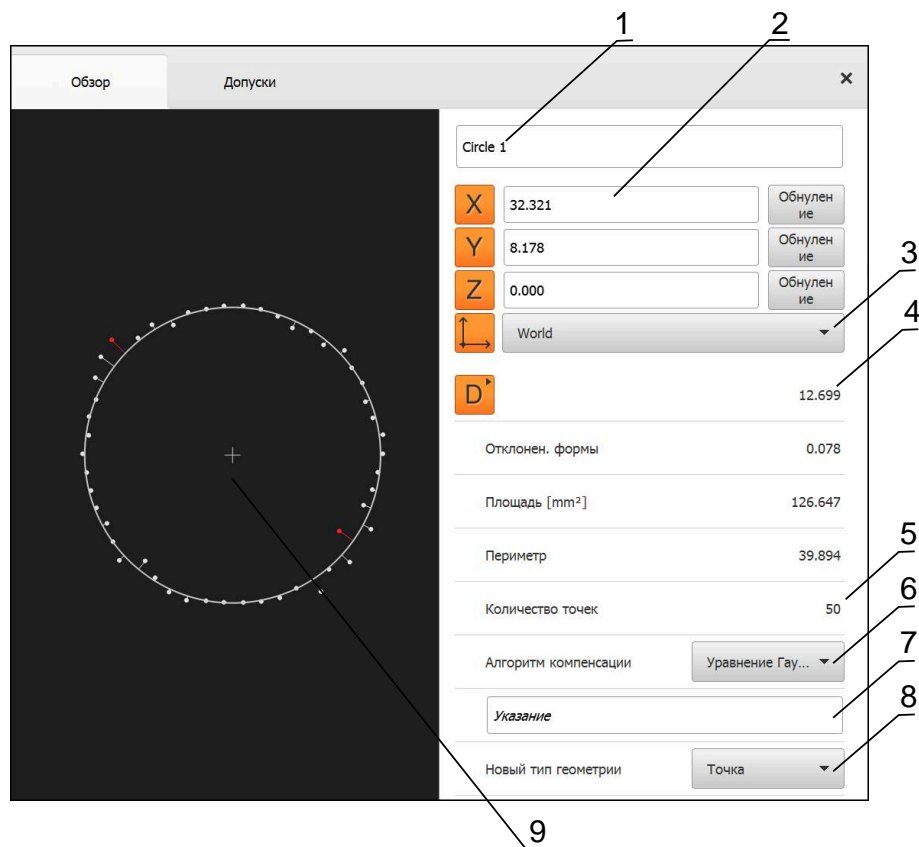 1 2
Обзор Допуски ×
Circle 1
X 32.321 Обнулен
ие
Y 8.178 Обнулен
ие
3
Z 0.000 Обнулен
ие
World
4
D 12.699
Отклонен. формы 0.078
Площадь [mm²] 126.647
Периметр 39.894
5
Количество точек 50
6
Алгоритм компенсации Уравнение Гау...
7
Указание
8
Новый тип геометрии Точка
9